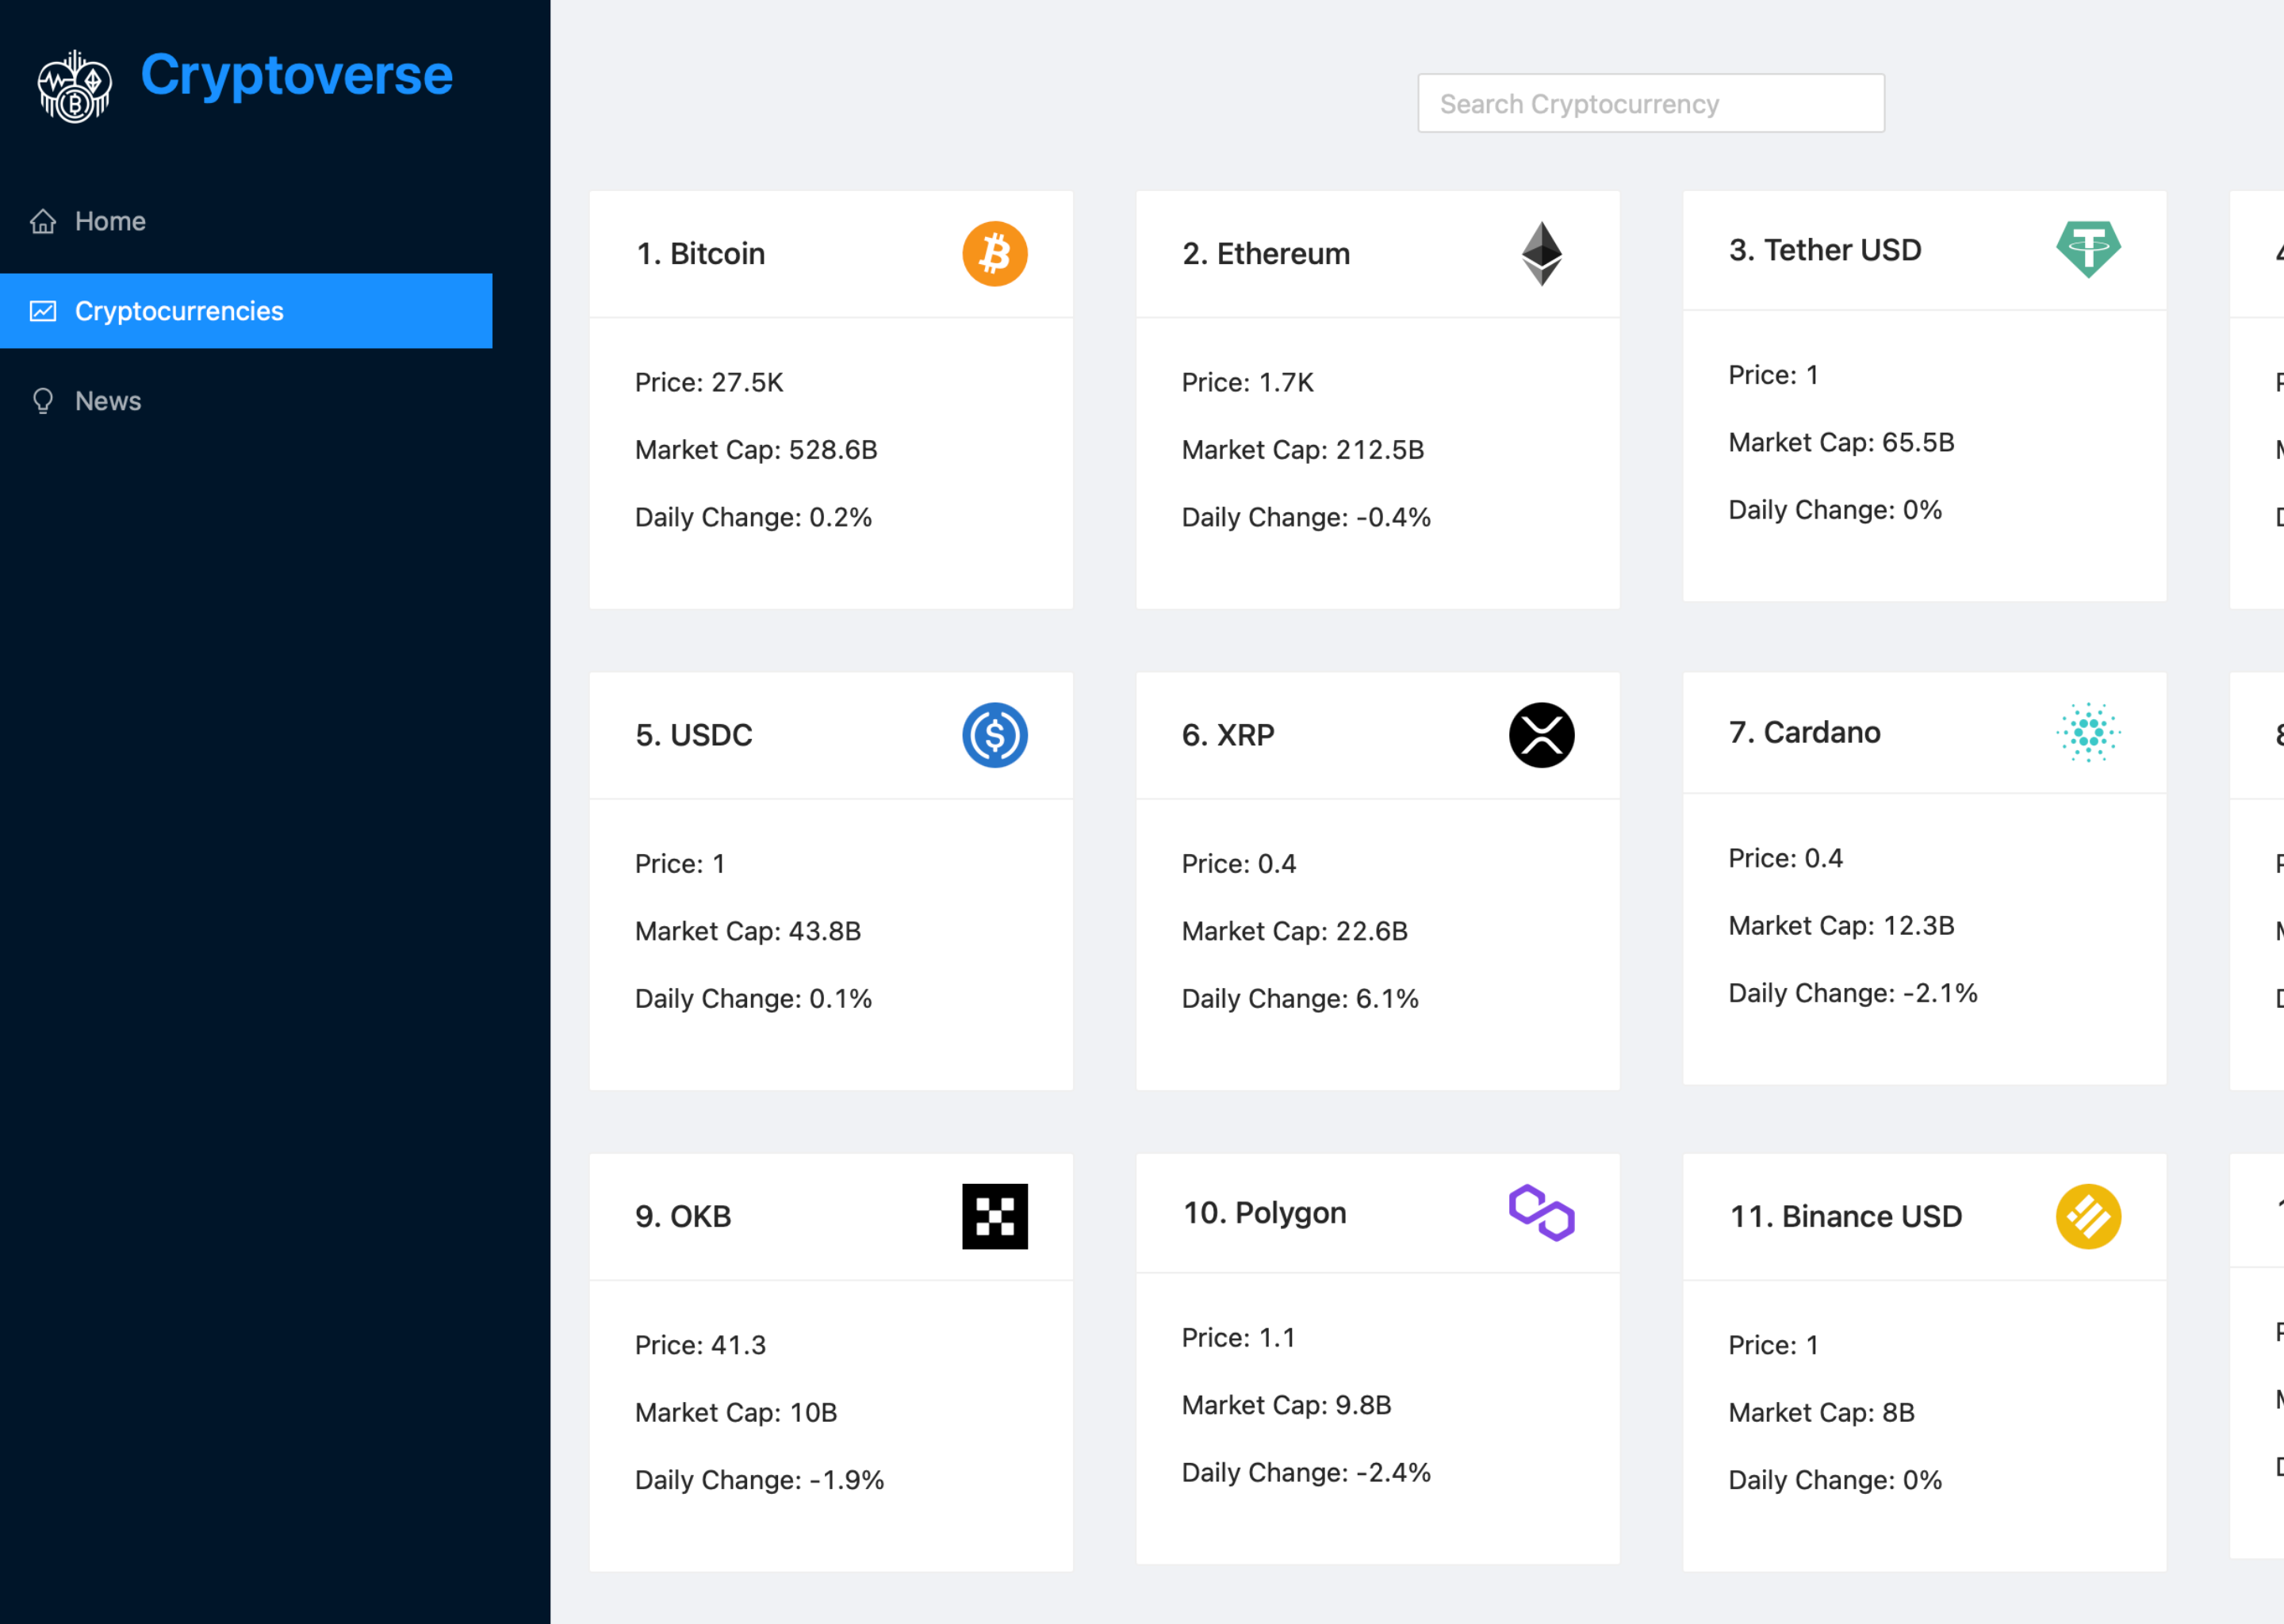 Cryptoverse
Home
Cryptocurrencies
News
Search Cryptocurrency
1. Bitcoin
Price: 27.5K
Market Cap: 528.6B
Daily Change: 0.2%
2. Ethereum
Price: 1.7K
Market Cap: 212.5B
Daily Change: -0.4%
3. Tether USD
Price: 1
Market Cap: 65.5B
Daily Change: 0%
5. USDC
Price: 1
Market Cap: 43.8B
Daily Change: 0.1%
6. XRP
Price: 0.4
Market Cap: 22.6B
Daily Change: 6.1%
7. Cardano
Price: 0.4
Market Cap: 12.3B
Daily Change: -2.1%
9. OKB
Price: 41.3
Market Cap: 10B
Daily Change: -1.9%
10. Polygon
Price: 1.1
Market Cap: 9.8B
Daily Change: -2.4%
11. Binance USD
Price: 1
Market Cap: 8B
Daily Change: 0%